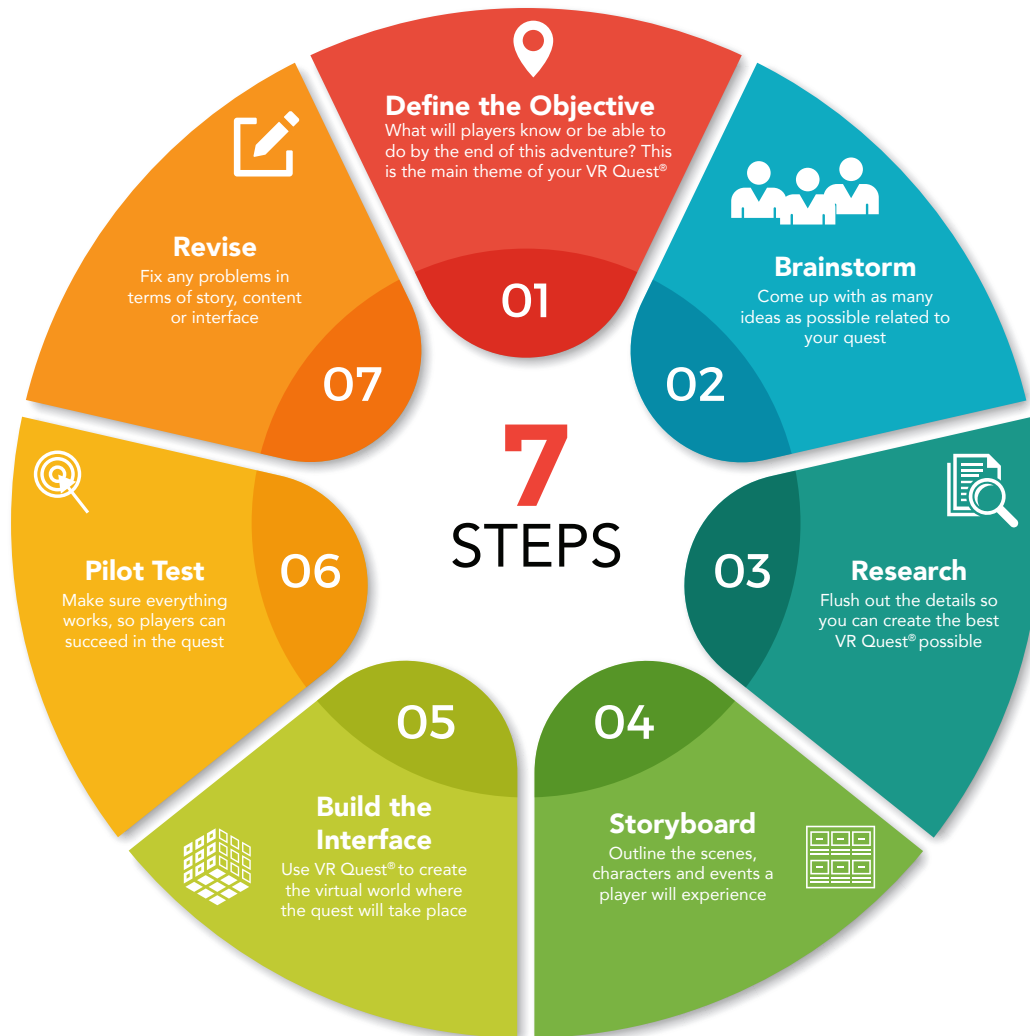 Define the Objective
What will players know or be able to
do by the end of this adventure? This
is the main theme of your VR Quest®
01
Brainstorm
Come up with as many
ideas as possible related to
your quest
02
Research
Flush out the details so
you can create the best
VR Quest® possible
03
Storyboard
Outline the scenes,
characters and events a
player will experience
04
Build the
Interface
Use VR Quest® to create
the virtual world where
the quest will take place
05
Pilot Test
Make sure everything
works, so players can
succeed in the quest
06
Revise
Fix any problems in
terms of story, content
or interface
07
7
STEPS